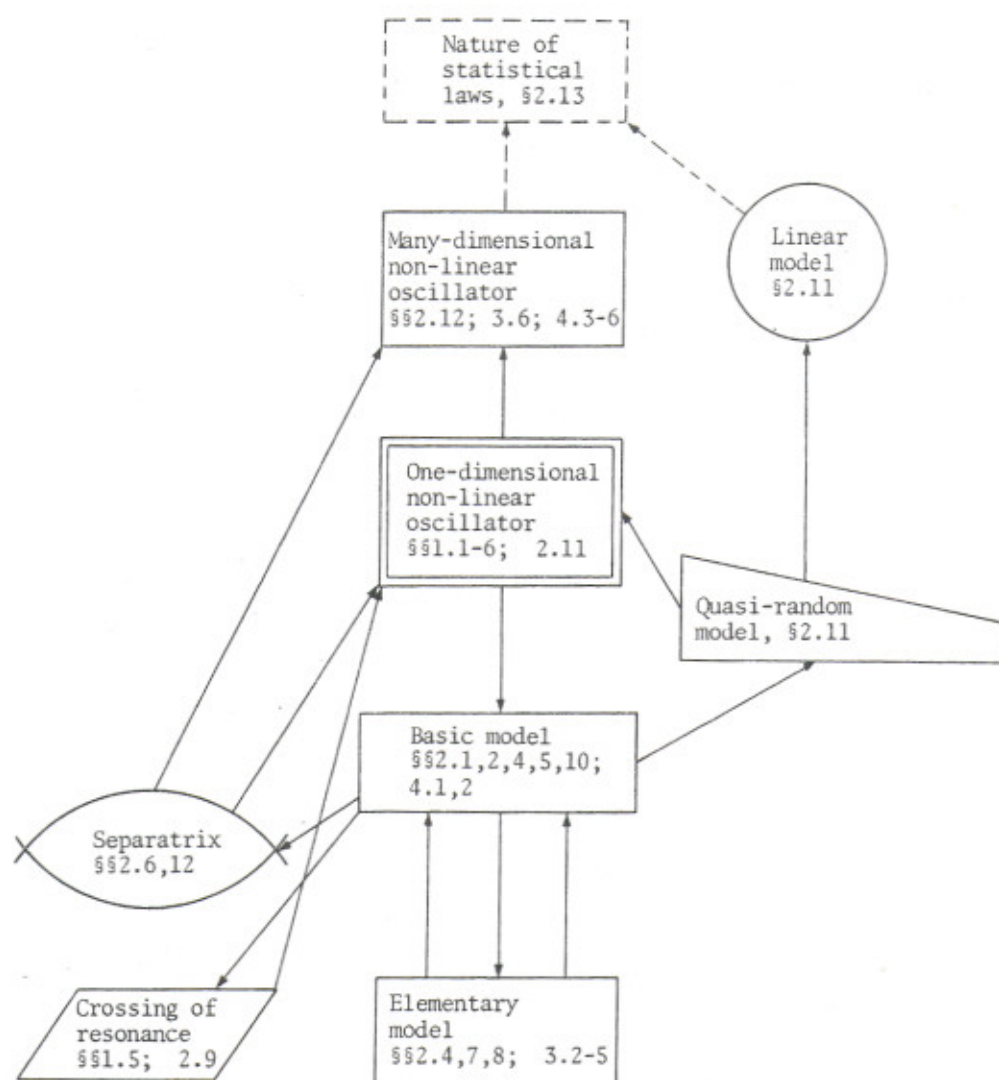 Nature of
statistical
laws, §2.13
Many-dimensional
non-linear
oscillator
§§2.12; 3.6; 4.3-6
Linear
model
§2.11
One-dimensional
non-linear
oscillator
§§1.1-6; 2.11
Quasi-random
model, §2.11
Basic model
§§2.1,2,4,5,10;
4.1,2
Separatrix
§§2.6,12
Crossing of
resonance
§§1.5; 2.9
Elementary
model
§§2.4,7,8; 3.2-5